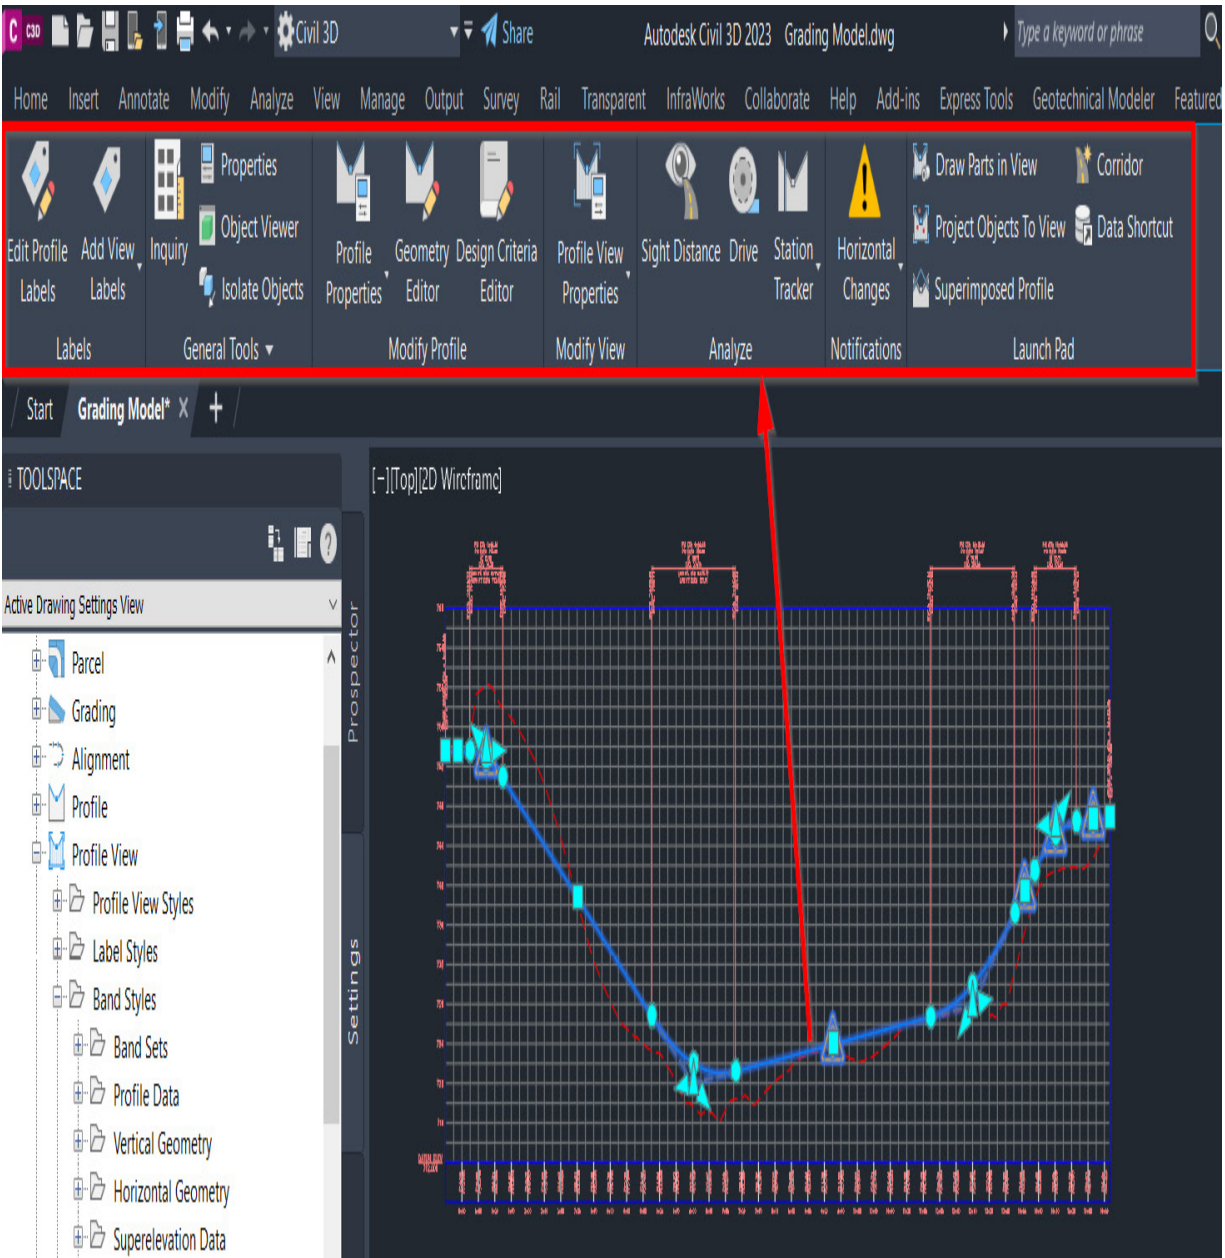 C C3D Civil 3D Share Autodesk Civil 3D 2023 Grading Model.dwg Type a keyword or phrase
Home Insert Annotate Modify Analyze View Manage Output Survey Rail Transparent InfraWorks Collaborate Help Add-ins Express Tools Geotechnical Modeler Featured
Edit Profile
Labels
Add View
Labels
Labels
Inquiry
Properties
Object Viewer
Isolate Objects
General Tools
Profile
Properties
Geometry
Editor
Design Criteria
Editor
Modify Profile
Profile View
Properties
Modify View
Sight Distance
Drive
Station
Tracker
Analyze
Horizontal
Changes
Notifications
Draw Parts in View
Project Objects To View
Superimposed Profile
Corridor
Data Shortcut
Launch Pad
Start Grading Model* X +
TOOLSPACE
?
Active Drawing Settings View
Parcel
Grading
Alignment
Profile
Profile View
Profile View Styles
Label Styles
Band Styles
Band Sets
Profile Data
Vertical Geometry
Horizontal Geometry
Superelevation Data
Prospector
Settings
[-][Top][2D Wireframe]